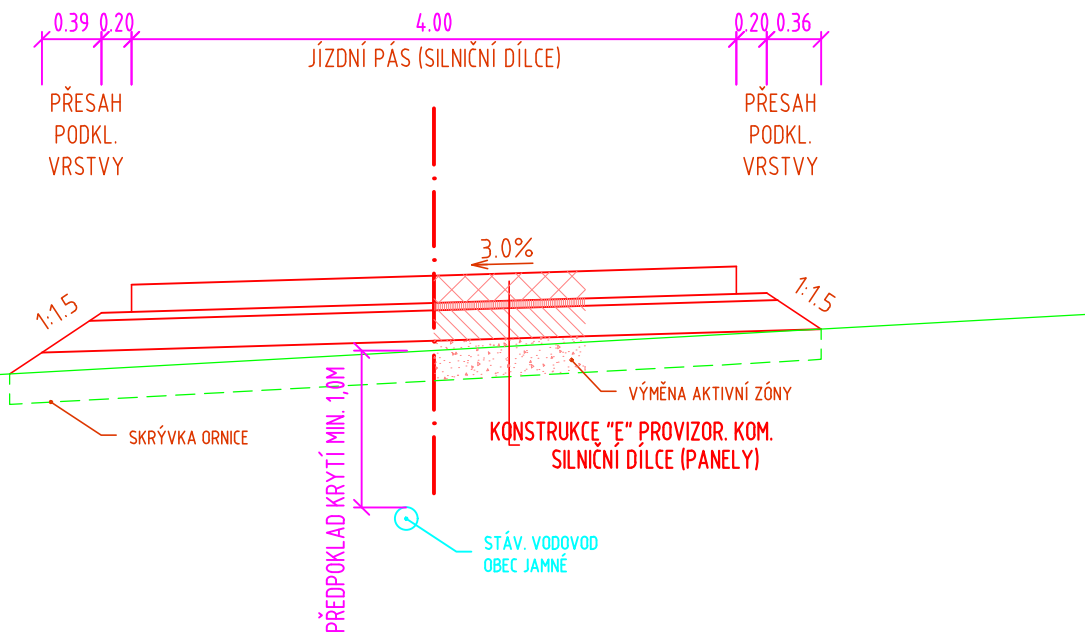 0.39 0.20 4.00 0.20 0.36
JÍZDNÍ PÁS (SILNIČNÍ DÍLCE)
PŘESAH
PODKL.
VRSTVY
PŘESAH
PODKL.
VRSTVY
3.0%
1:1.5
1:1.5
VÝMĚNA AKTIVNÍ ZÓNY
SKRÝVKA ORNICE
KONSTRUKCE "E" PROVIZOR. KOM.
SILNIČNÍ DÍLCE (PANELY)
PŘEDPOKLAD KRYTÍ MIN. 1,0M
STÁV. VODOVOD
OBEC JAMNÉ